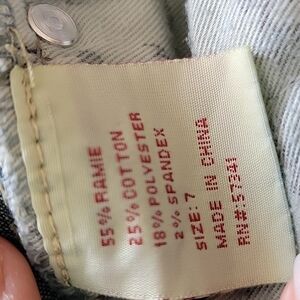 55% RAMIE
25% COTTON
18% POLYESTER
2% SPANDEX
SIZE: 7
MADE IN CHINA
RN#: 57341